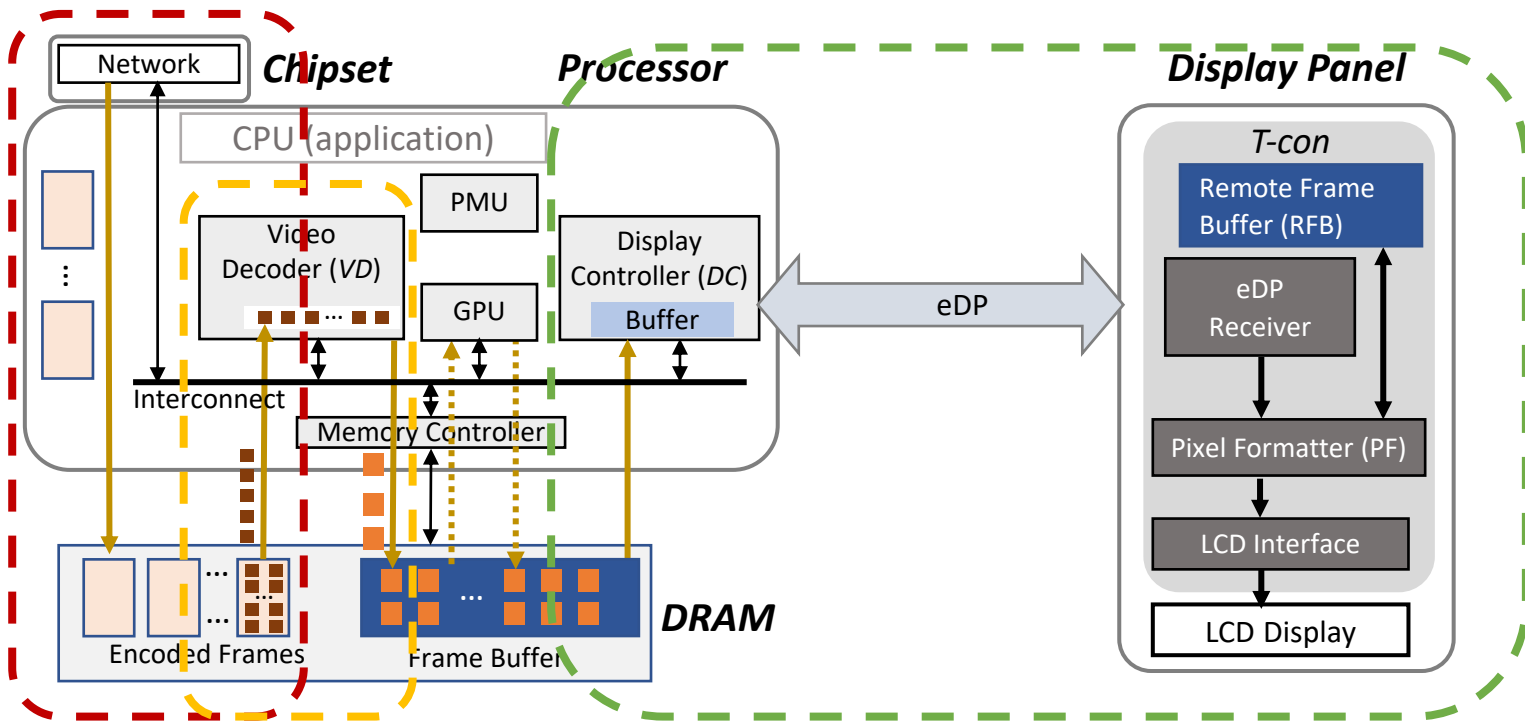 Network
Chipset
Processor
Display Panel
CPU (application)
T-con
Remote Frame
Buffer (RFB)
PMU
Video
Decoder (VD)
...
Display
Controller (DC)
Buffer
GPU
eDP
eDP
Receiver
...
Interconnect
Memory Controller
Pixel Formatter (PF)
LCD Interface
LCD Display
...
...
...
...
DRAM
Encoded Frames
Frame Buffer